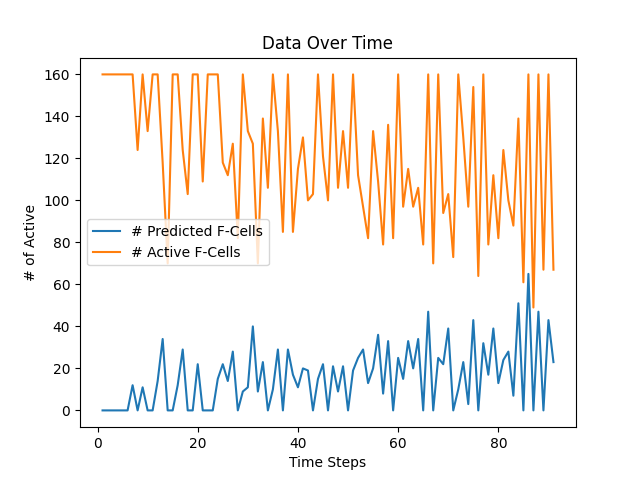 Data Over Time
# of Active
160
140
120
100
80
60
40
20
0
# Predicted F-Cells
# Active F-Cells
0 20 40 60 80
Time Steps